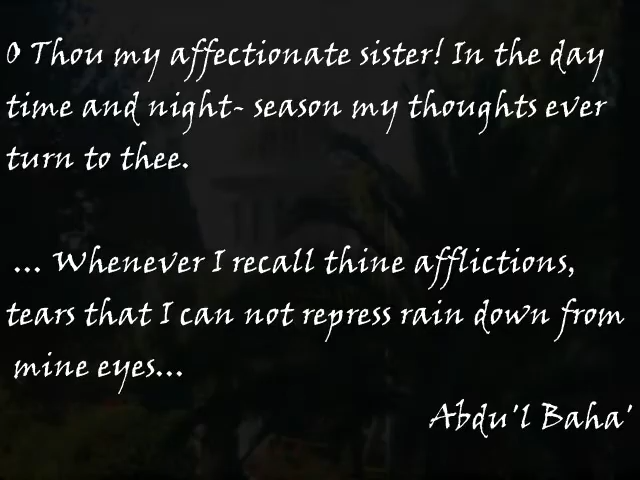 O Thou my affectionate sister! In the day
time and night- season my thoughts ever
turn to thee.
... Whenever I recall thine afflictions,
tears that I can not repress rain down from
mine eyes...
Abdu'l Baha'